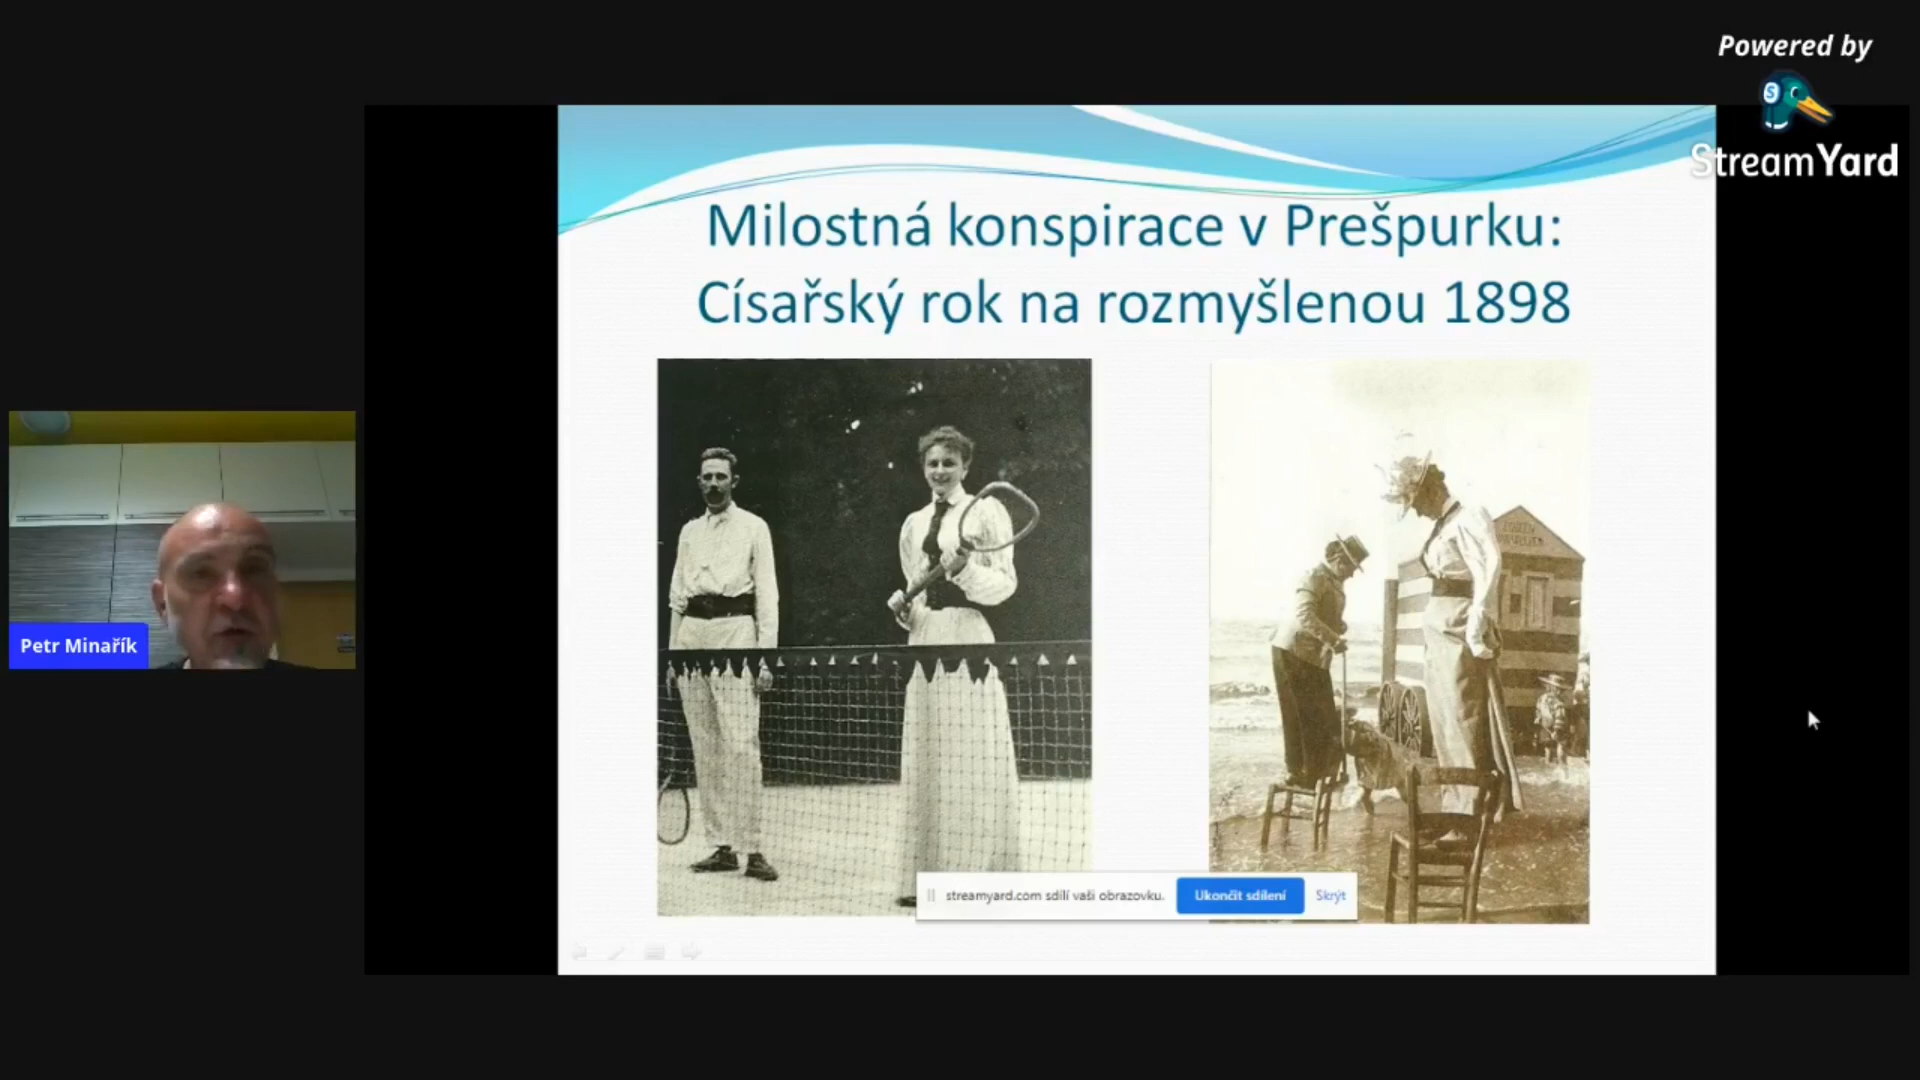 Powered by
StreamYard
Milostná konspirace v Prešpurku:
Císařský rok na rozmyšlenou 1898
Petr Minařík
streamyard.com sdílí vaši obrazovku.
Ukončit sdílení
Skrýt